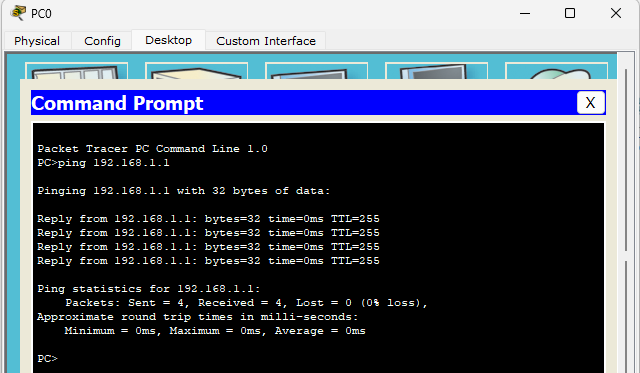 PC0
Physical Config Desktop Custom Interface
Command Prompt X
Packet Tracer PC Command Line 1.0
PC>ping 192.168.1.1
Pinging 192.168.1.1 with 32 bytes of data:
Reply from 192.168.1.1: bytes=32 time=0ms TTL=255
Reply from 192.168.1.1: bytes=32 time=0ms TTL=255
Reply from 192.168.1.1: bytes=32 time=0ms TTL=255
Reply from 192.168.1.1: bytes=32 time=0ms TTL=255
Ping statistics for 192.168.1.1:
    Packets: Sent = 4, Received = 4, Lost = 0 (0% loss),
Approximate round trip times in milli-seconds:
    Minimum = 0ms, Maximum = 0ms, Average = 0ms
PC>